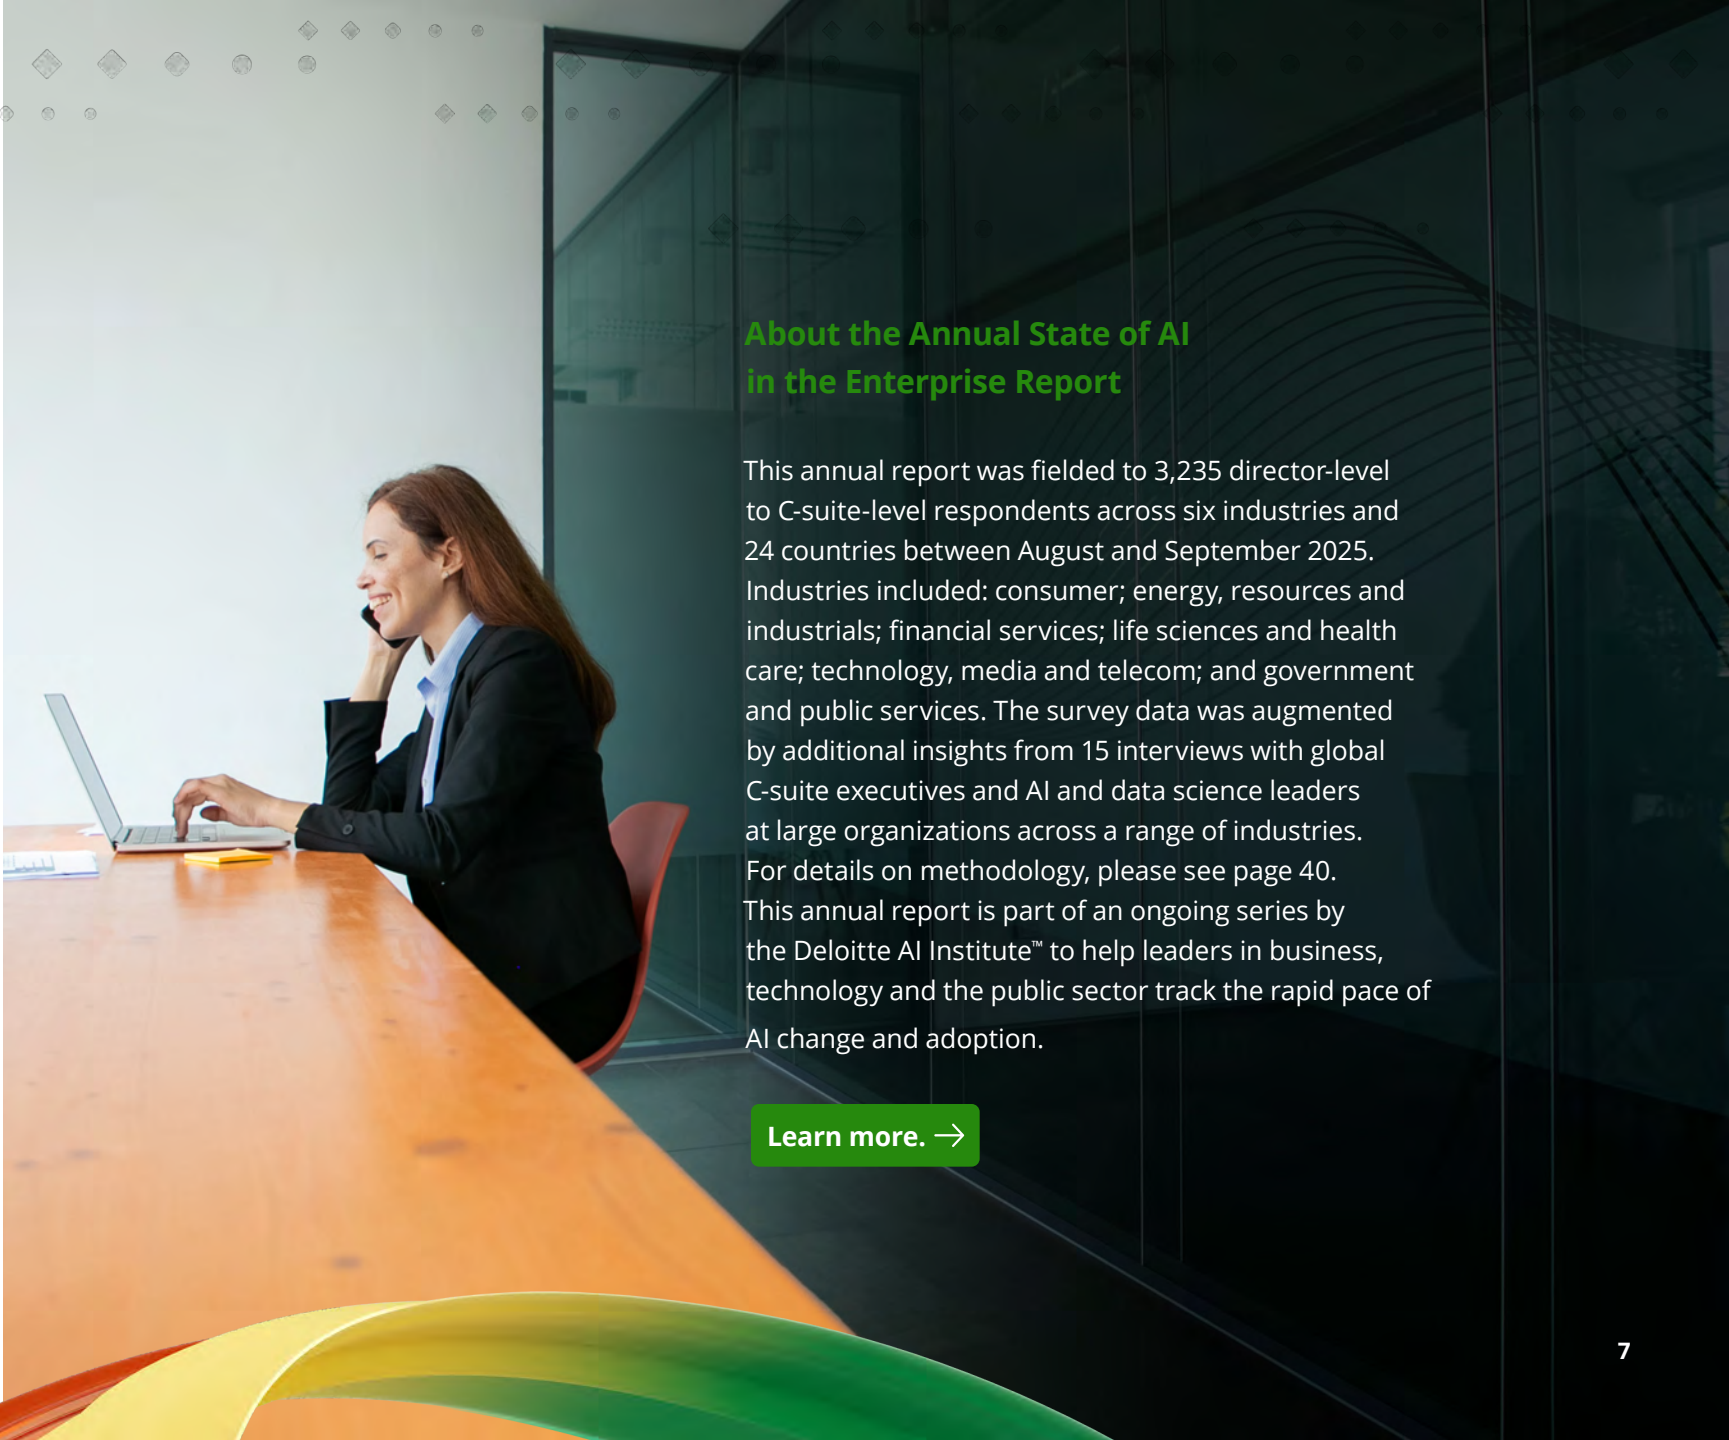 About the Annual State of AI
in the Enterprise Report
This annual report was fielded to 3,235 director-level
to C-suite-level respondents across six industries and
24 countries between August and September 2025.
Industries included: consumer; energy, resources and
industrials; financial services; life sciences and health
care; technology, media and telecom; and government
and public services. The survey data was augmented
by additional insights from 15 interviews with global
C-suite executives and AI and data science leaders
at large organizations across a range of industries.
For details on methodology, please see page 40.
This annual report is part of an ongoing series by
the Deloitte AI Institute™ to help leaders in business,
technology and the public sector track the rapid pace of
AI change and adoption.
Learn more. →
7